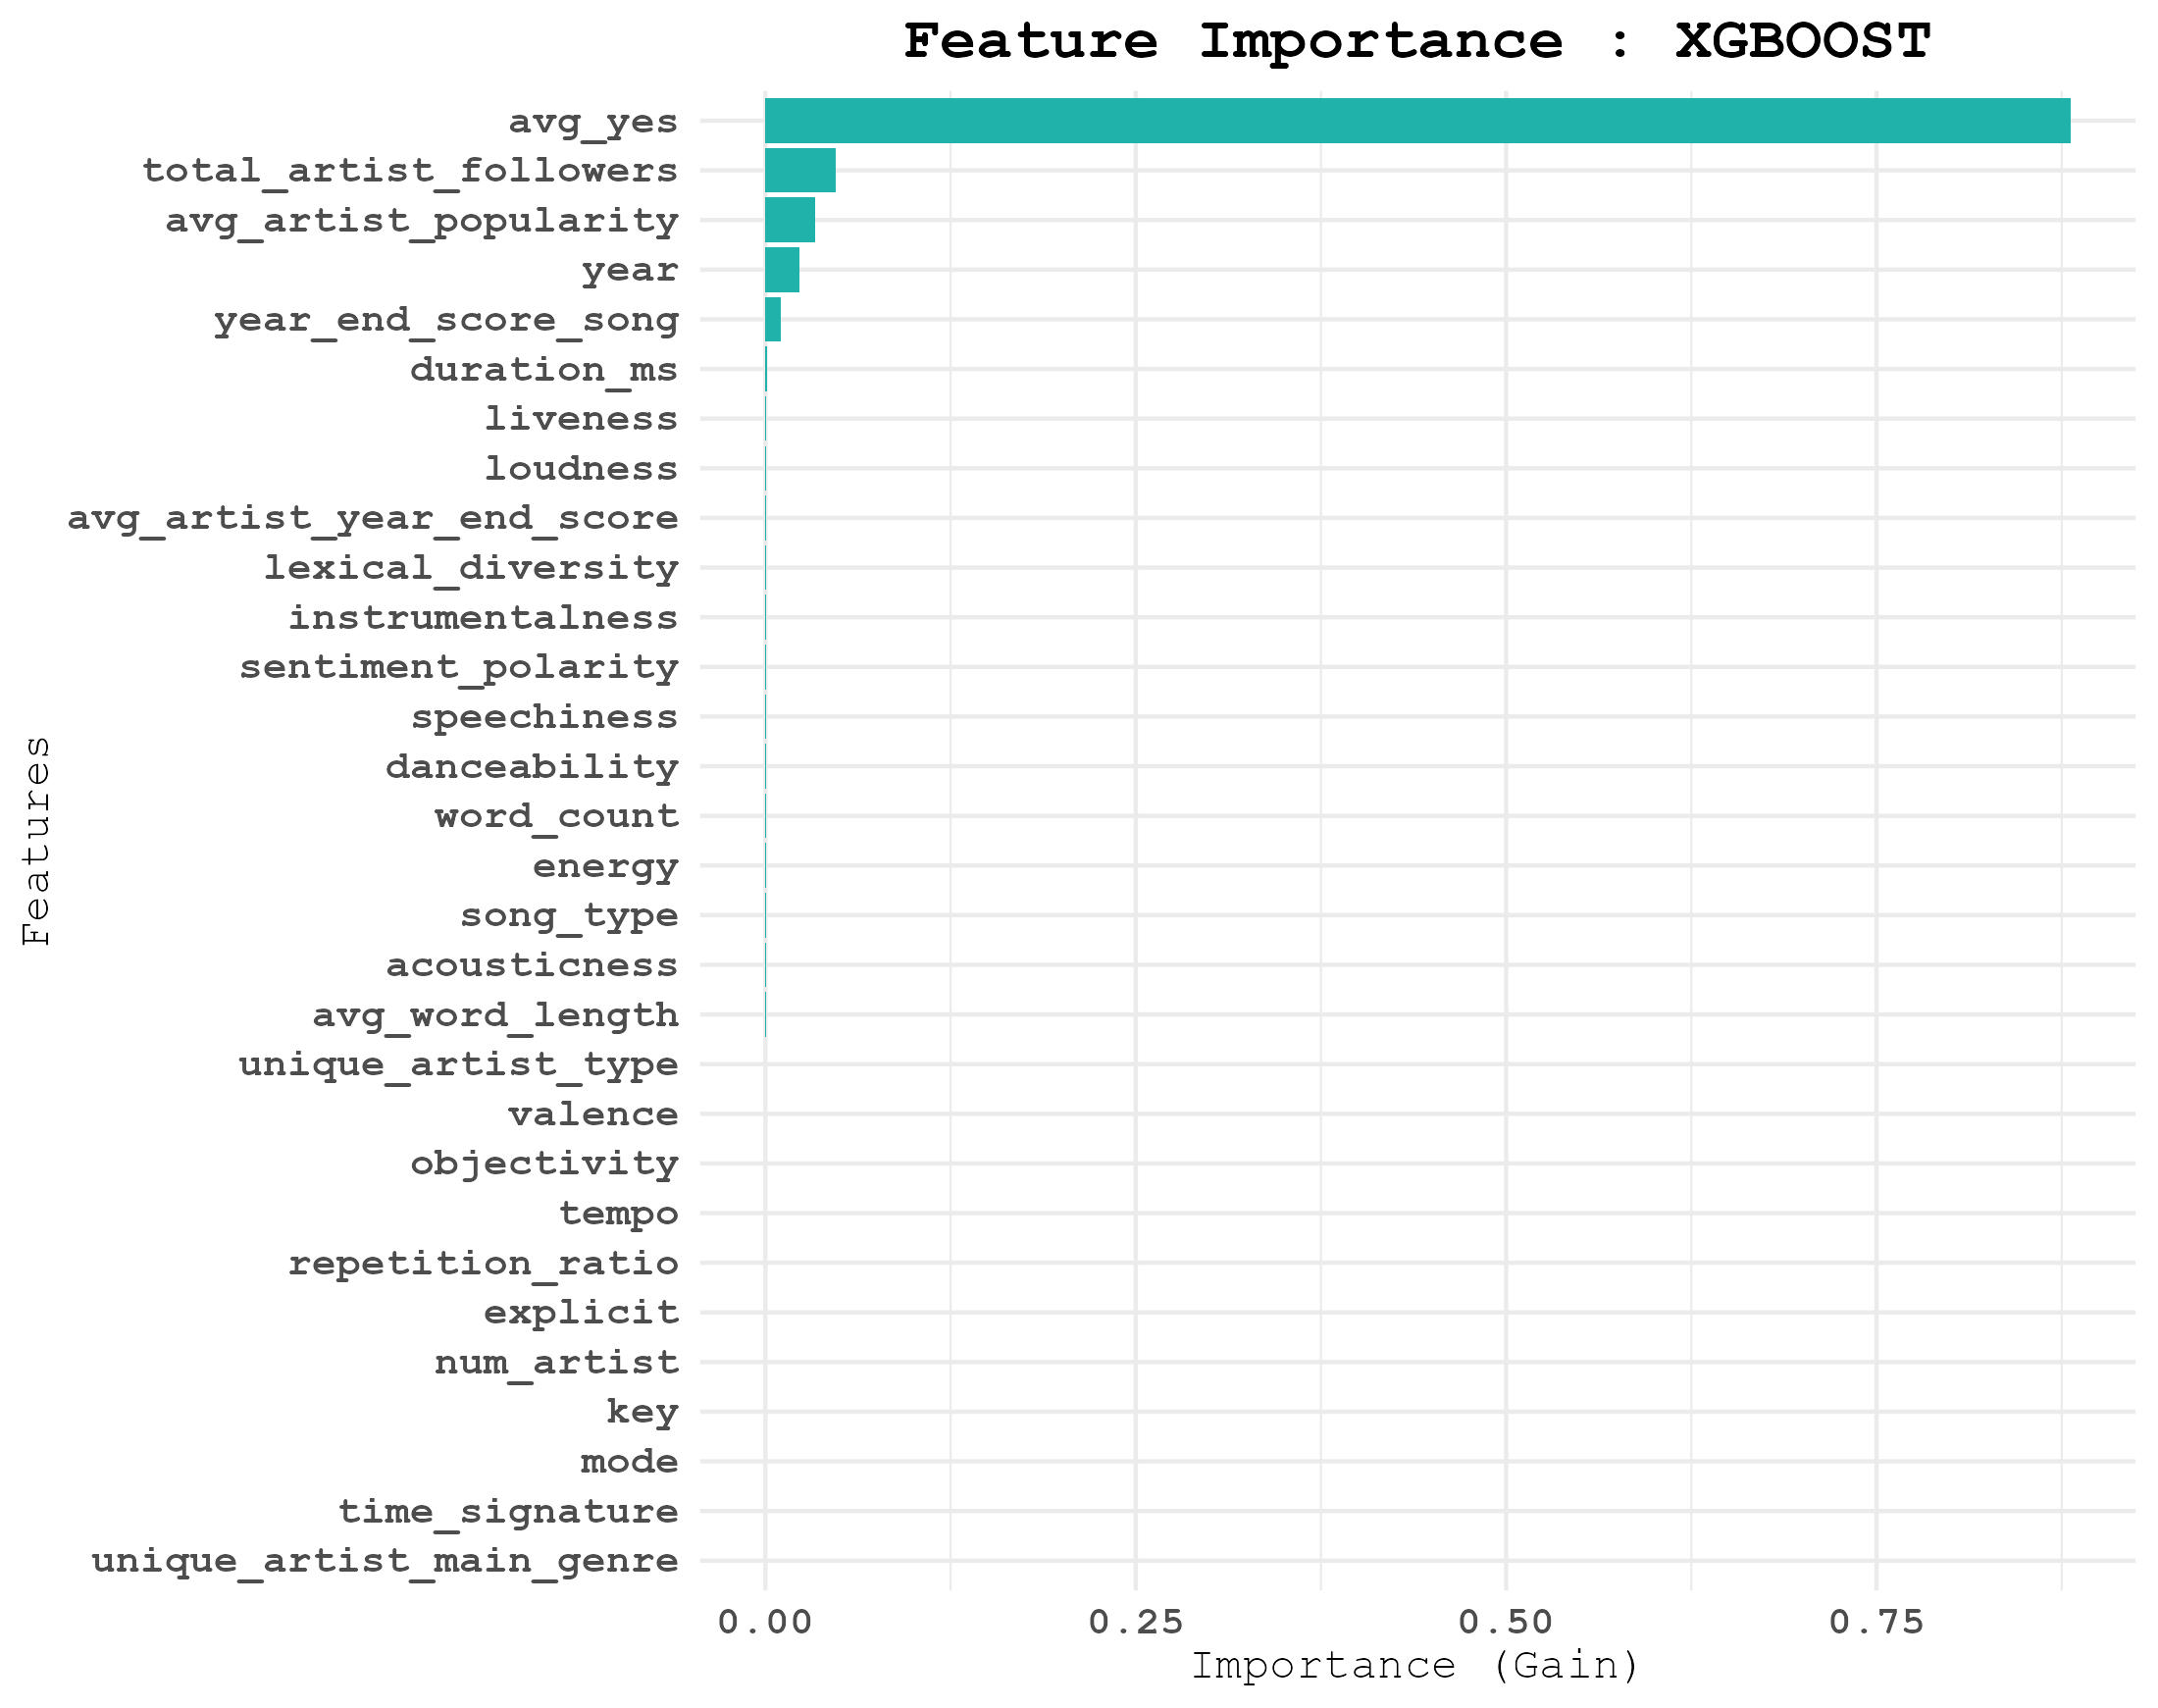 Feature Importance : XGBOOST
avg_yes
total_artist_followers
avg_artist_popularity
year
year_end_score_song
duration_ms
liveness
loudness
avg_artist_year_end_score
lexical_diversity
instrumentalness
sentiment_polarity
speechiness
danceability
word_count
energy
song_type
acousticness
avg_word_length
unique_artist_type
valence
objectivity
tempo
repetition_ratio
explicit
num_artist
key
mode
time_signature
unique_artist_main_genre
Features
0.00 0.25 0.50 0.75
Importance (Gain)